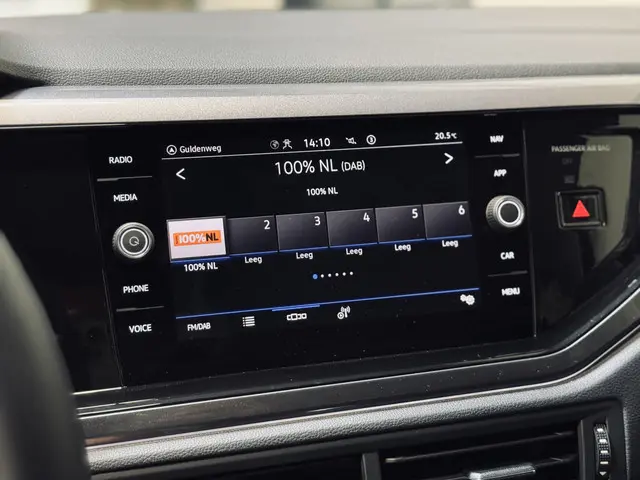 RADIO
MEDIA
PHONE
VOICE
Guldenweg
14:10
3
20.5°C
100% NL (DAB)
100% NL
<
>
100%NL
2
3
4
5
6
100% NL
Leeg
Leeg
Leeg
Leeg
Leeg
FM/DAB
NAV
APP
CAR
MENU
PASSENGER AIR BAG